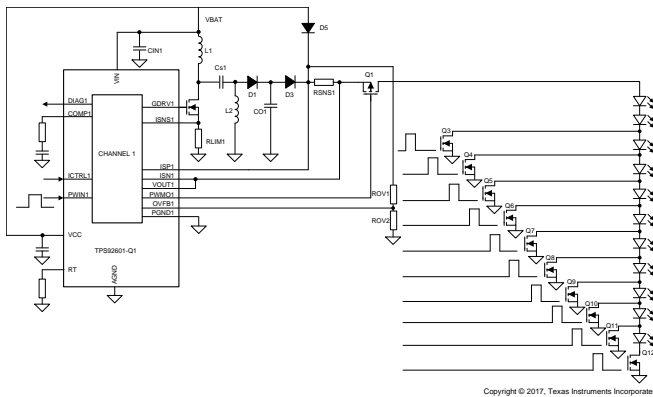 VBAT
D5
CIN1
L1
Cs1
D1
D3
RSNS1
Q1
L2
CO1
VIN
DIAG1
COMP1
GDRV1
ISNS1
RLIM1
CHANNEL 1
ICTRL1
PWIN1
ISP1
ISN1
VOUT1
PWMO1
OVFB1
PGND1
ROV1
ROV2
VCC
TPS92601-Q1
RT
AGND
Q3
Q4
Q5
Q6
Q7
Q8
Q9
Q10
Q11
Q12
Copyright © 2017, Texas Instruments Incorporate